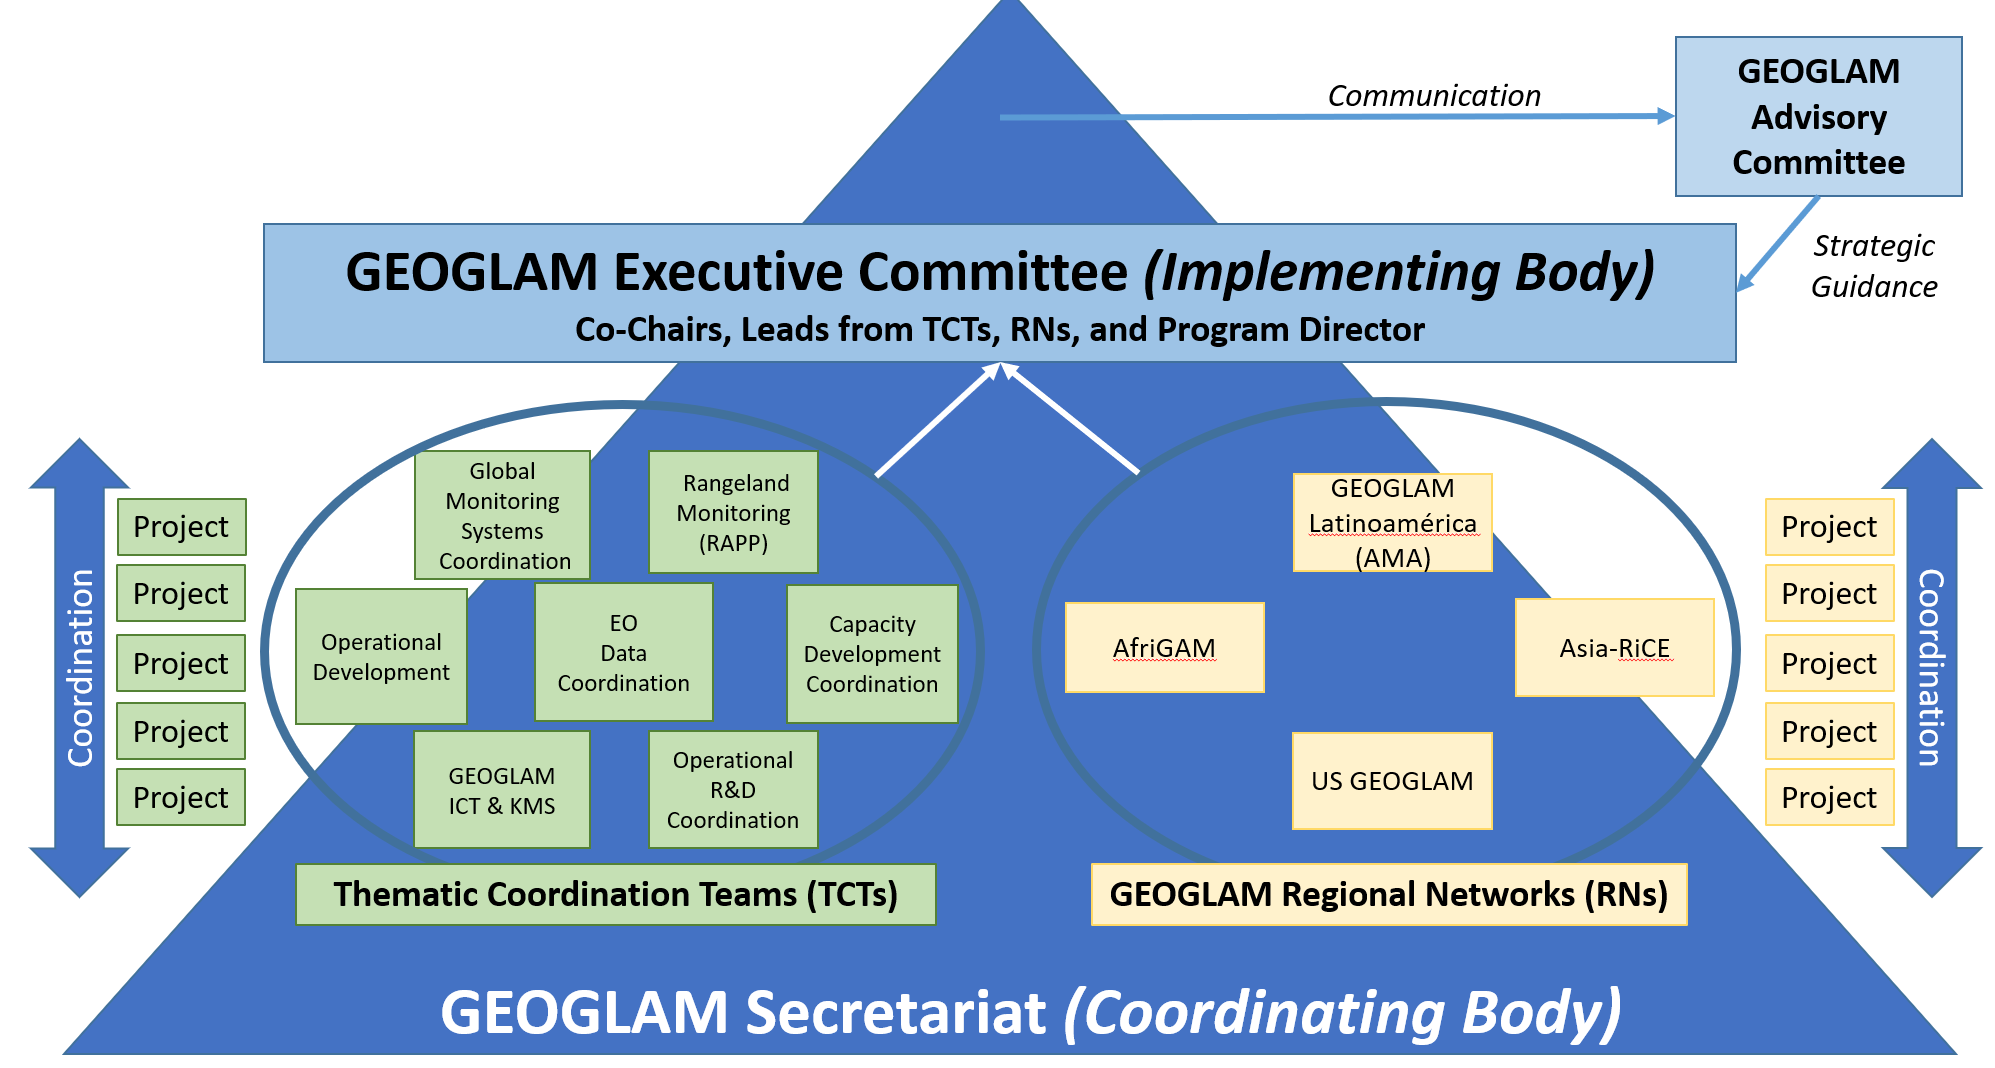 Communication
GEOGLAM
Advisory
Committee
Strategic
Guidance
GEOGLAM Executive Committee (Implementing Body)
Co-Chairs, Leads from TCTs, RNs, and Program Director
Coordination
Project
Project
Project
Project
Project
Global
Monitoring
Systems
Coordination
Rangeland
Monitoring
(RAPP)
Operational
Development
EO
Data
Coordination
Capacity
Development
Coordination
GEOGLAM
ICT & KMS
Operational
R&D
Coordination
Thematic Coordination Teams (TCTs)
GEOGLAM
Latinoamérica
(AMA)
AfriGAM
Asia-RiCE
US GEOGLAM
GEOGLAM Regional Networks (RNs)
Project
Project
Project
Project
Project
Coordination
GEOGLAM Secretariat (Coordinating Body)